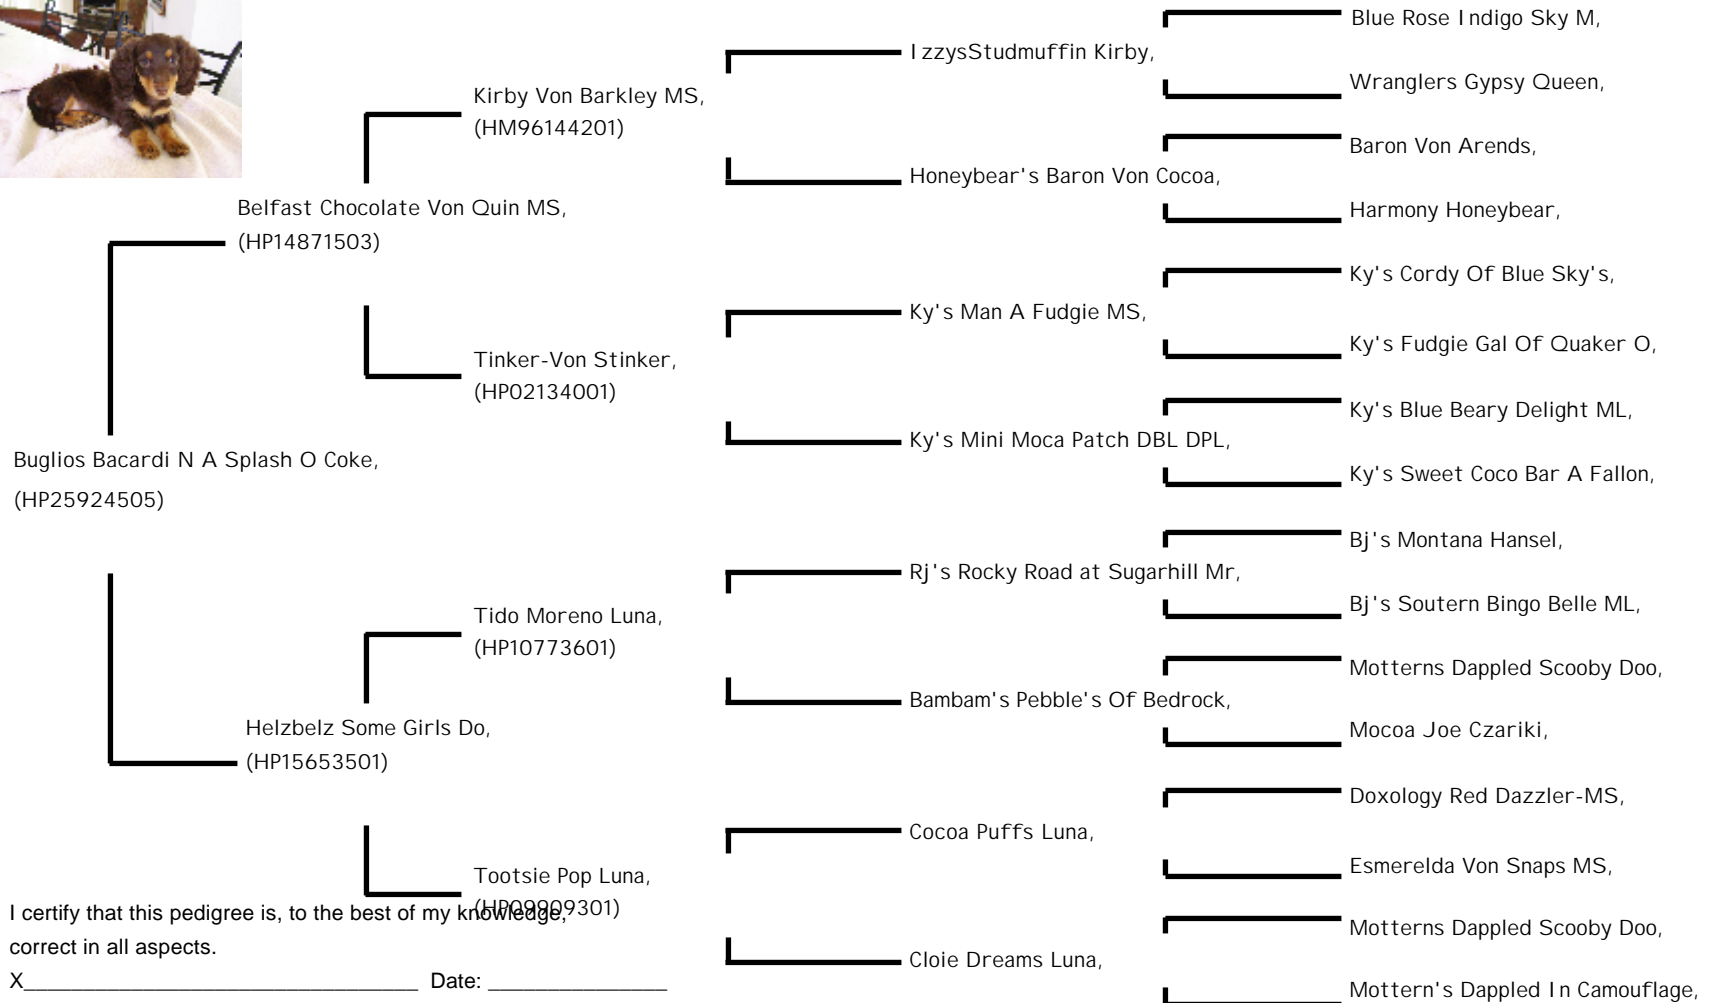 Blue Rose Indigo Sky M,
IzzysStudmuffin Kirby,
Wranglers Gypsy Queen,
Kirby Von Barkley MS,
(HM96144201)
Baron Von Arends,
Honeybear's Baron Von Cocoa,
Harmony Honeybear,
Belfast Chocolate Von Quin MS,
(HP14871503)
Ky's Cordy Of Blue Sky's,
Ky's Man A Fudgie MS,
Ky's Fudgie Gal Of Quaker O,
Tinker-Von Stinker,
(HP02134001)
Ky's Blue Beary Delight ML,
Ky's Mini Moca Patch DBL DPL,
Ky's Sweet Coco Bar A Fallon,
Buglios Bacardi N A Splash O Coke,
(HP25924505)
Bj's Montana Hansel,
Rj's Rocky Road at Sugarhill Mr,
Bj's Soutern Bingo Belle ML,
Tido Moreno Luna,
(HP10773601)
Motterns Dappled Scooby Doo,
Bambam's Pebble's Of Bedrock,
Mocoa Joe Czariki,
Helzbelz Some Girls Do,
(HP15653501)
Doxology Red Dazzler-MS,
Cocoa Puffs Luna,
Esmerelda Von Snaps MS,
Tootsie Pop Luna,
(HP09909301)
Motterns Dappled Scooby Doo,
Cloie Dreams Luna,
Mottern's Dappled In Camouflage,
I certify that this pedigree is, to the best of my knowledge,
correct in all aspects.
X_________________________________ Date: _______________